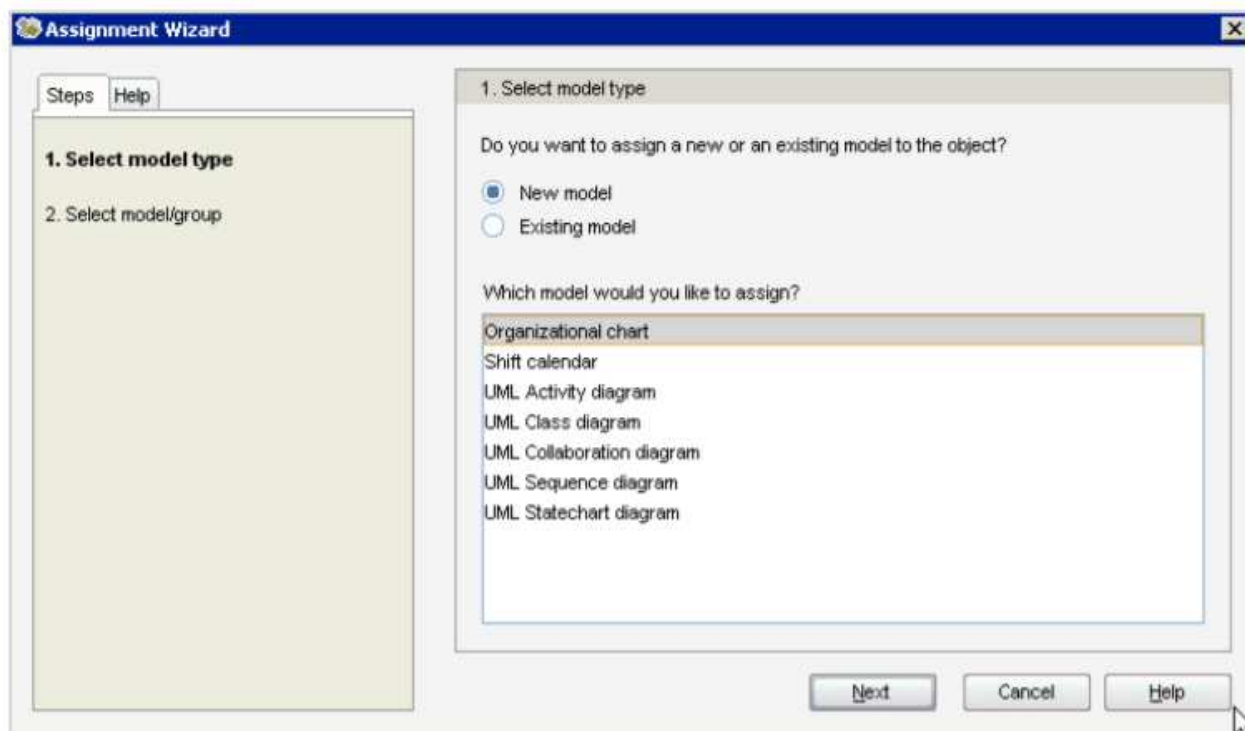 Assignment Wizard
Steps
Help
1. Select model type
2. Select model/group
1. Select model type
Do you want to assign a new or an existing model to the object?
New model
Existing model
Which model would you like to assign?
Organizational chart
Shift calendar
UML Activity diagram
UML Class diagram
UML Collaboration diagram
UML Sequence diagram
UML Statechart diagram
Next
Cancel
Help